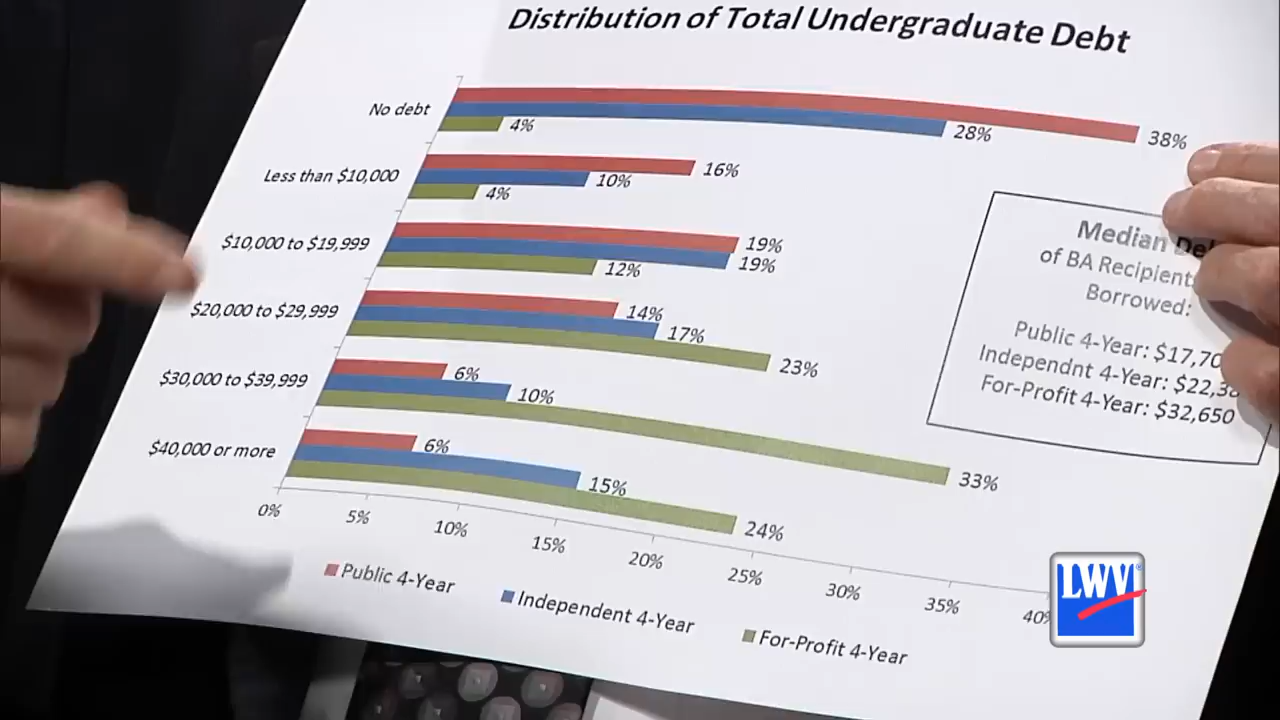 Distribution of Total Undergraduate Debt
No debt
38%
28%
4%
Less than $10,000
16%
10%
4%
$10,000 to $19,999
19%
19%
12%
$20,000 to $29,999
14%
17%
23%
$30,000 to $39,999
6%
10%
33%
$40,000 or more
6%
15%
24%
0% 5% 10% 15% 20% 25% 30% 35%
Public 4-Year
Independent 4-Year
For-Profit 4-Year
Median
of BA
Borrowed:
Public 4-Year:
Independnt 4-Year:
For-Profit 4-Year: $32,650
LWV